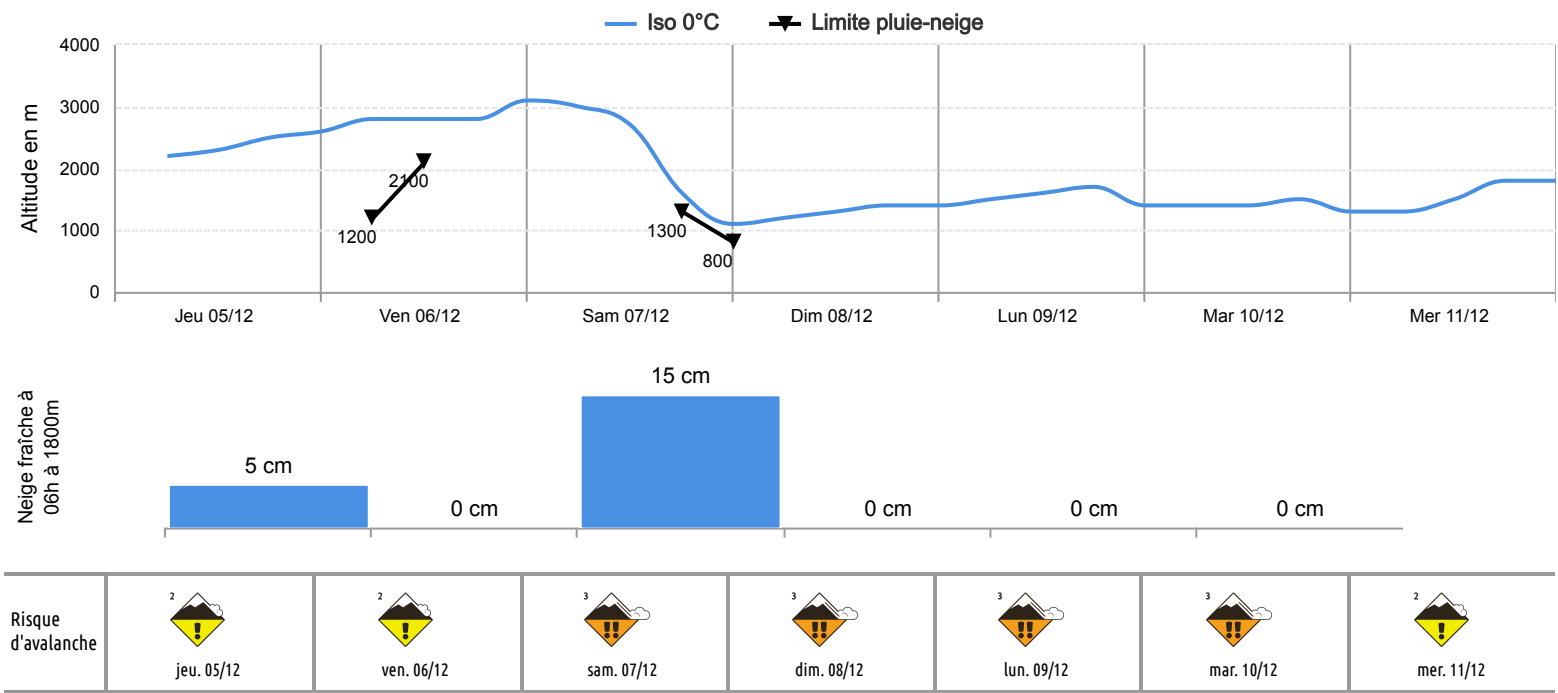 Iso 0°C Limite pluie-neige
Altitude en m
4000
3000
2000
1000
0
2100
1200
1300
800
Jeu 05/12 Ven 06/12 Sam 07/12 Dim 08/12 Lun 09/12 Mar 10/12 Mer 11/12
Neige fraîche à
06h à 1800m
5 cm 0 cm 15 cm 0 cm 0 cm 0 cm
Risque
d'avalanche
2 2 3 3 3 3 2
! ! !! !! !! !! !
jeu. 05/12 ven. 06/12 sam. 07/12 dim. 08/12 lun. 09/12 mar. 10/12 mer. 11/12